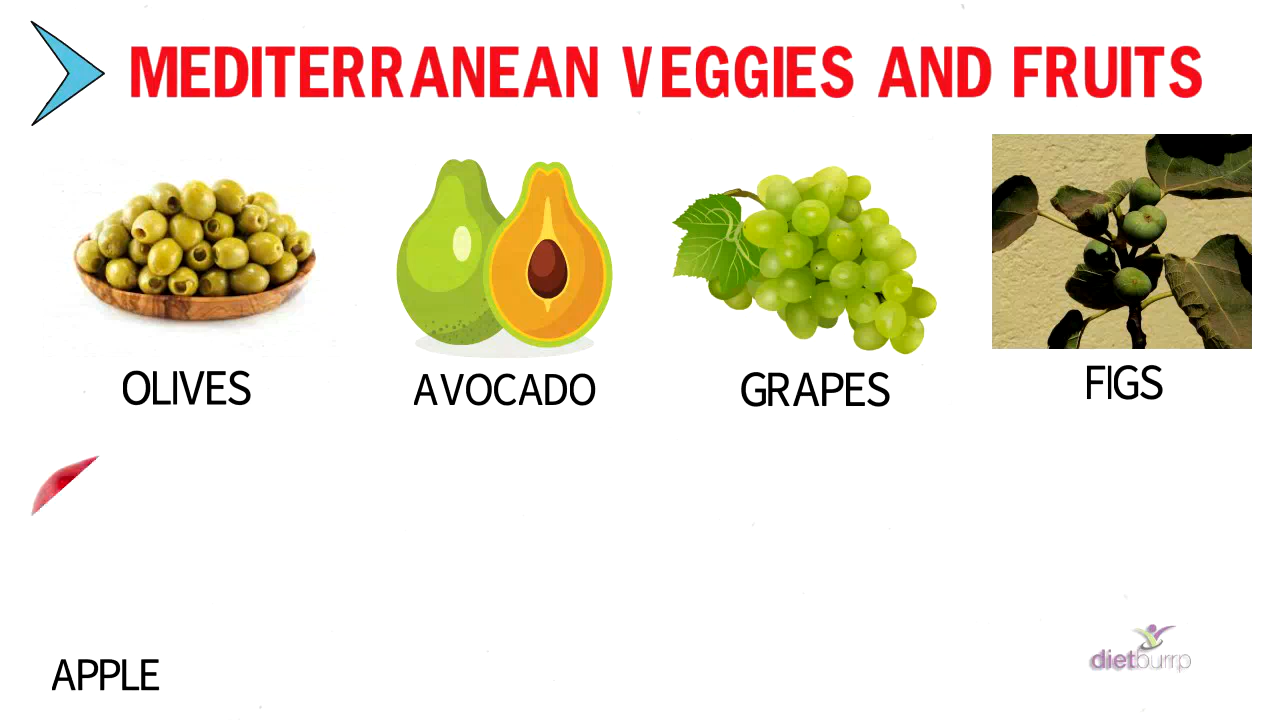 MEDITERRANEAN VEGGIES AND FRUITS
OLIVES
AVOCADO
GRAPES
FIGS
APPLE
dietburrp